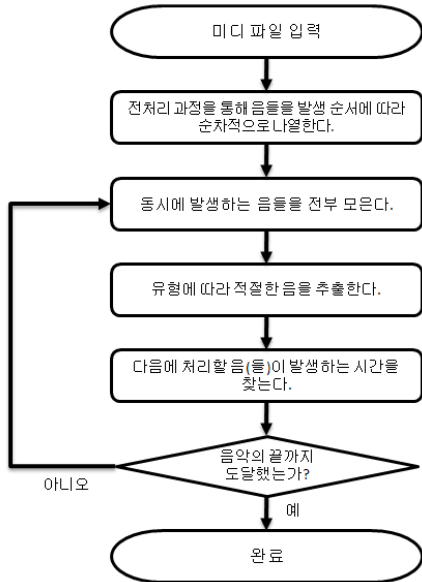 미디 파일 입력
전처리 과정을 통해 음들을 발생 순서에 따라
순차적으로 나열한다.
동시에 발생하는 음들을 전부 모은다.
유형에 따라 적절한 음을 추출한다.
다음에 처리할 음(들)이 발생하는 시간을
찾는다.
음악의 끝까지
도달했는가?
아니오
예
완료